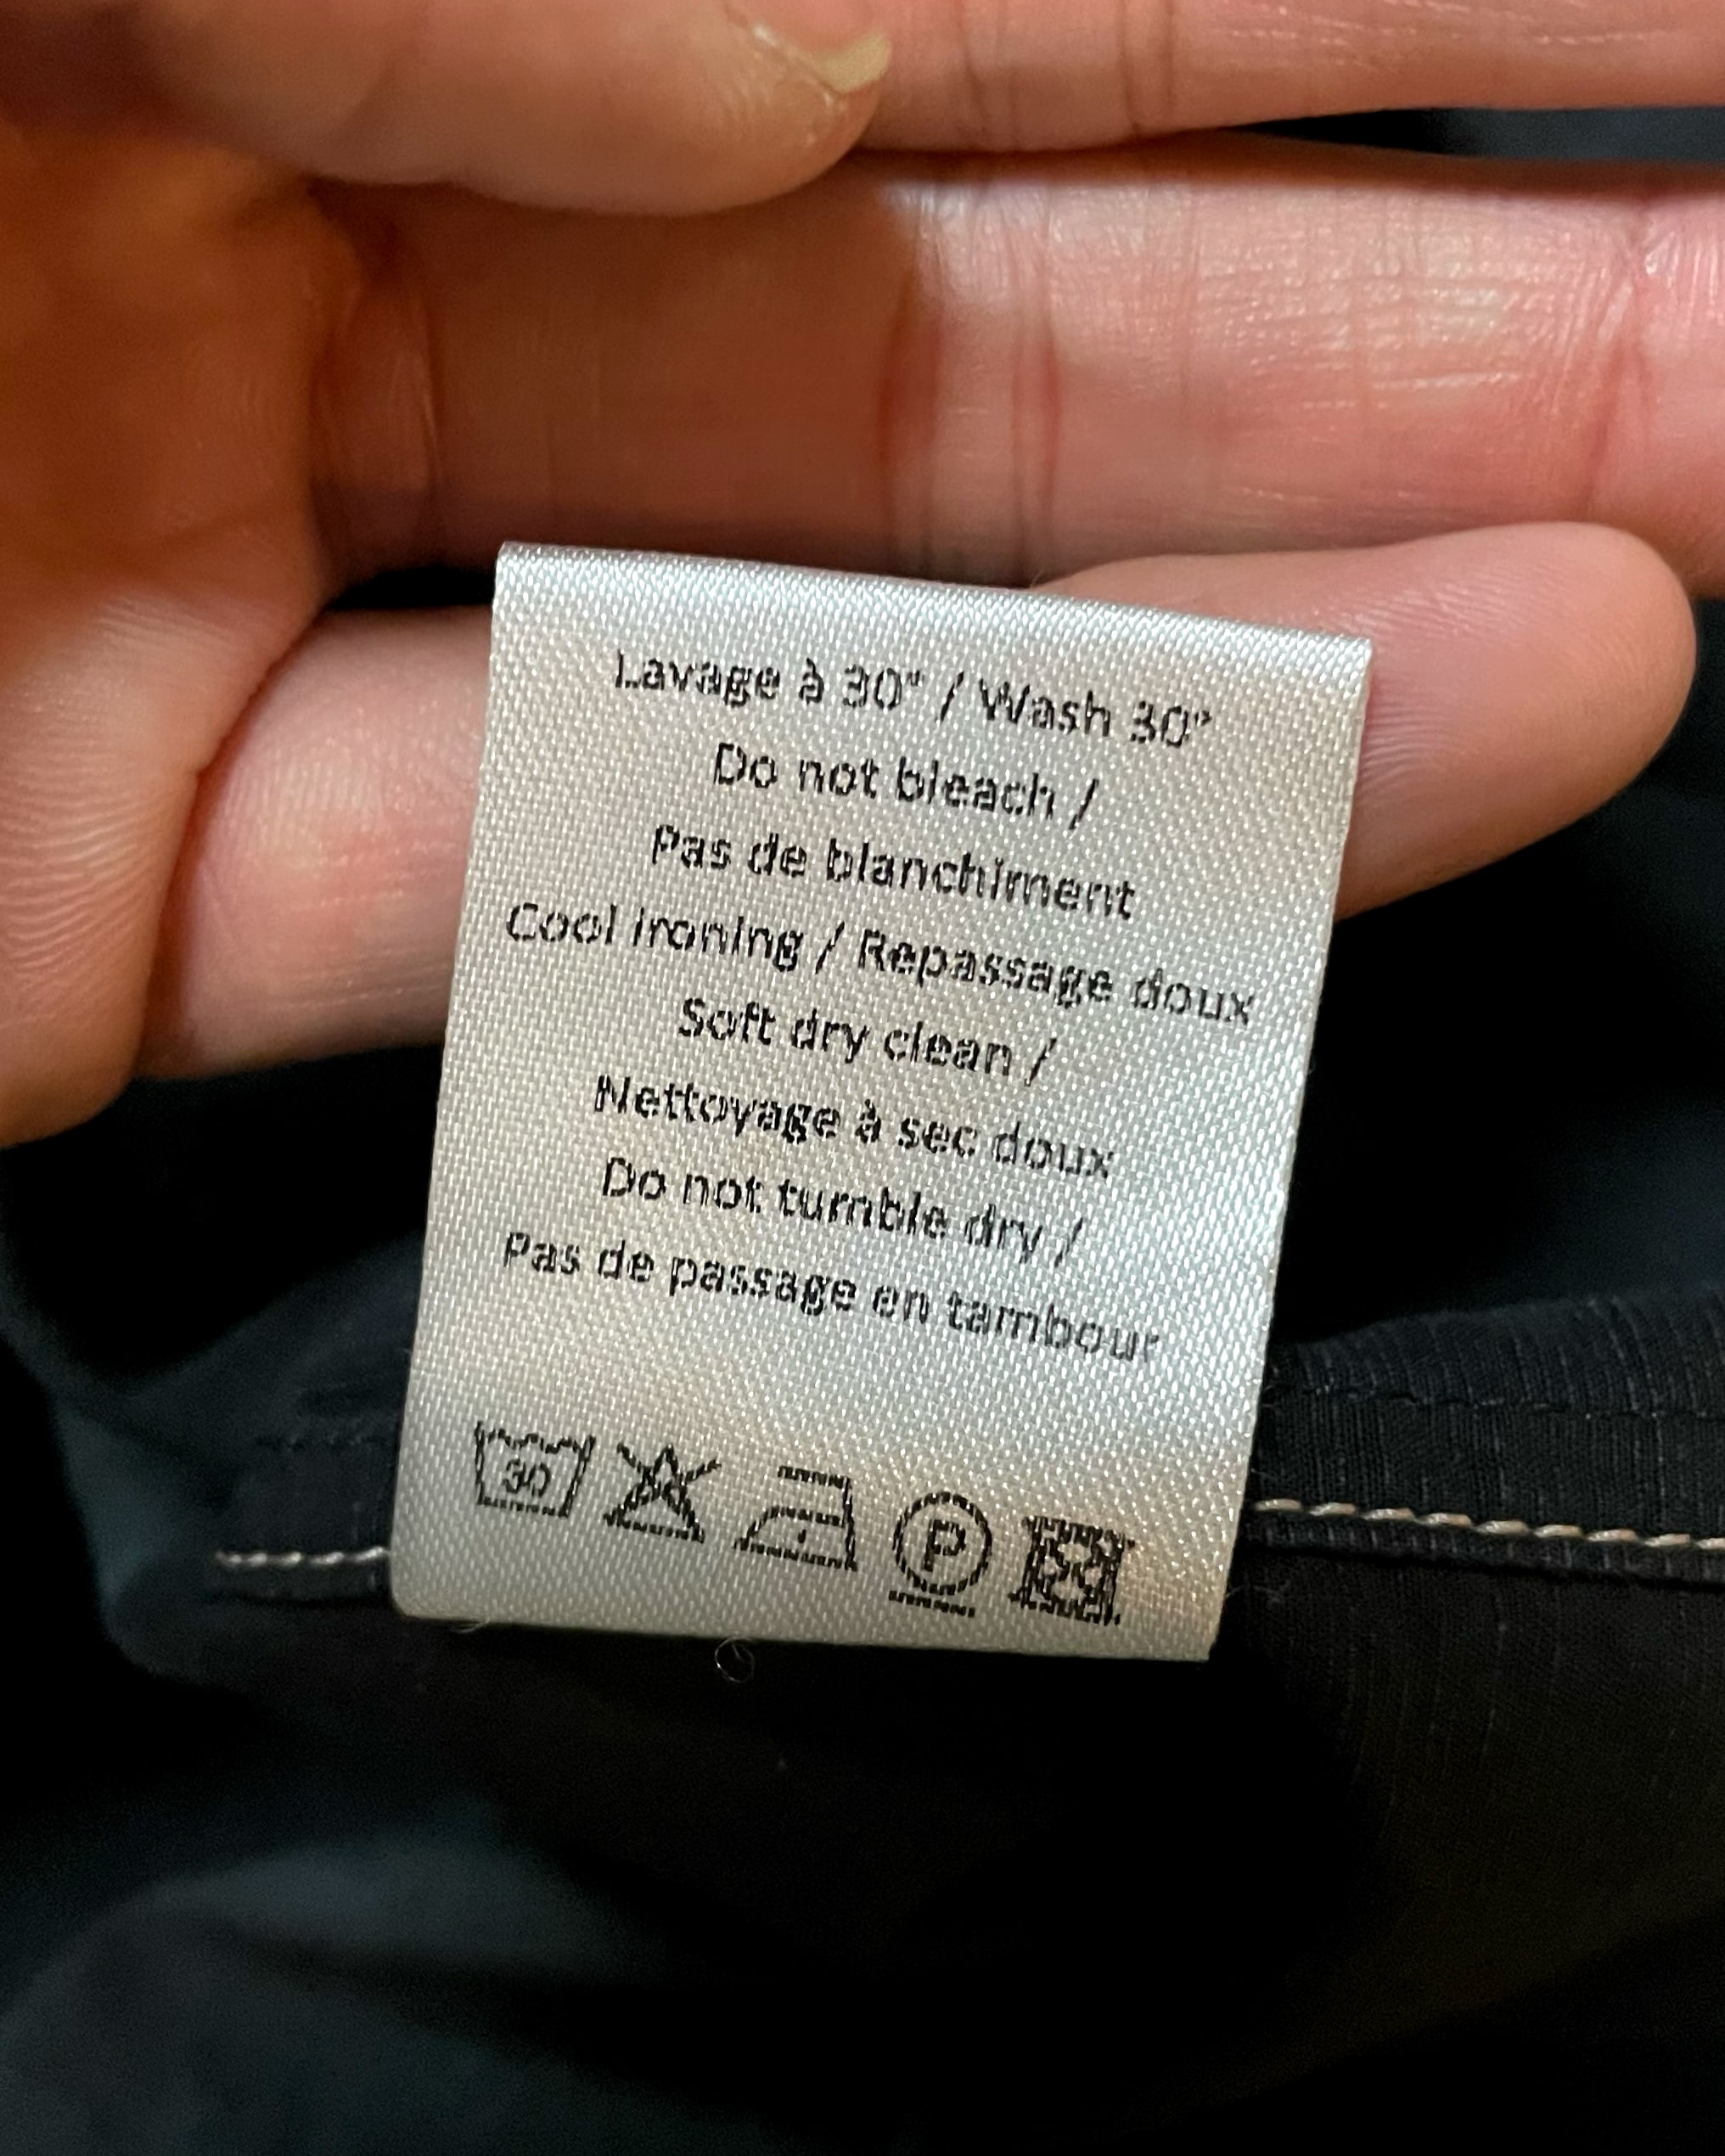 Lavage à 30° / Wash 30°
Do not bleach /
Pas de blanchiment
Cool ironing / Repassage doux
Soft dry clean /
Nettoyage à sec doux
Do not tumble dry /
Pas de passage en tambour
30 P